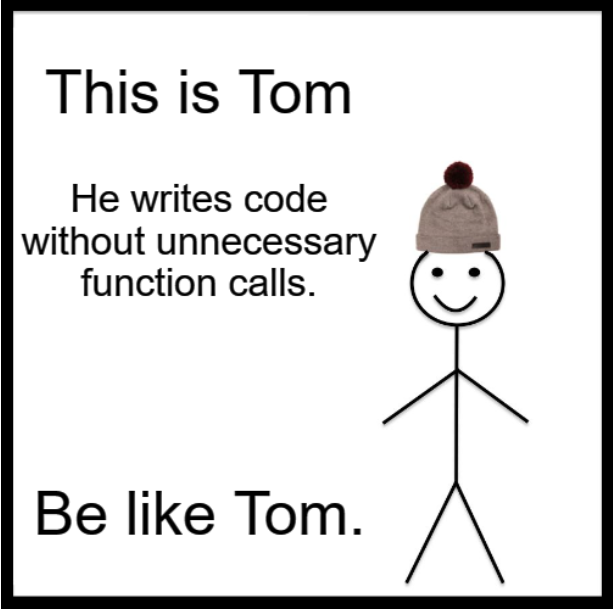 This is Tom
He writes code
without unnecessary
function calls.
Be like Tom.